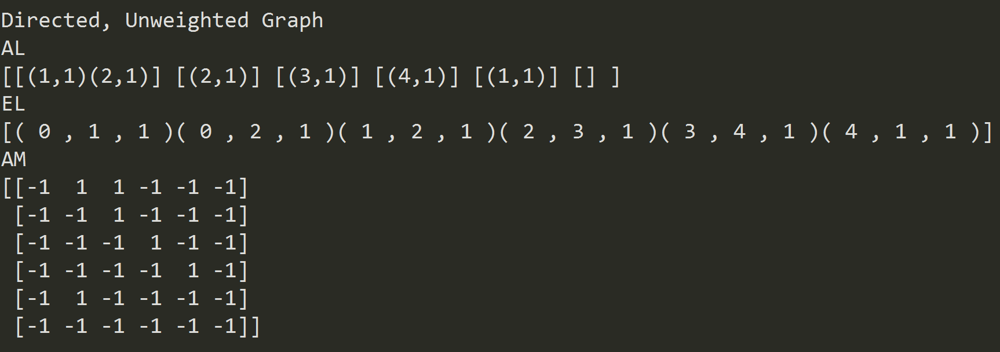 Directed, Unweighted Graph
AL
[[(1,1)(2,1)] [(2,1)] [(3,1)] [(4,1)] [(1,1)] [] ]
EL
[( 0 , 1 , 1 )( 0 , 2 , 1 )( 1 , 2 , 1 )( 2 , 3 , 1 )( 3 , 4 , 1 )( 4 , 1 , 1 )]
AM
[[-1  1  1 -1 -1 -1]
 [-1 -1  1 -1 -1 -1]
 [-1 -1 -1  1 -1 -1]
 [-1 -1 -1 -1  1 -1]
 [-1  1 -1 -1 -1 -1]
 [-1 -1 -1 -1 -1 -1]]